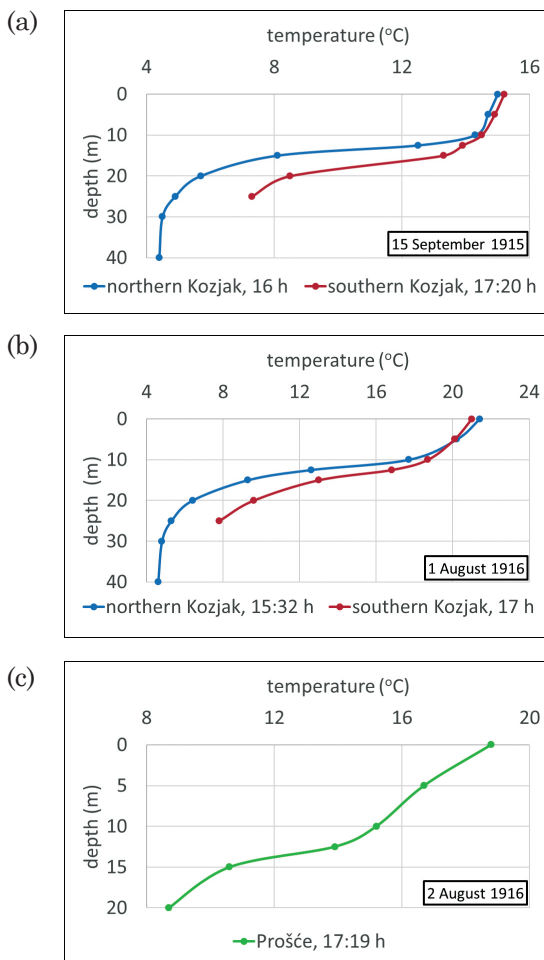 (a)
temperature (°C)
4 8 12 16
0
10
20
30
40
depth (m)
15 September 1915
northern Kozjak, 16 h southern Kozjak, 17:20 h
(b)
temperature (°C)
4 8 12 16 20 24
0
10
20
30
40
depth (m)
1 August 1916
northern Kozjak, 15:32 h southern Kozjak, 17 h
(c)
temperature (°C)
8 12 16 20
0
5
10
15
20
depth (m)
2 August 1916
Prošće, 17:19 h